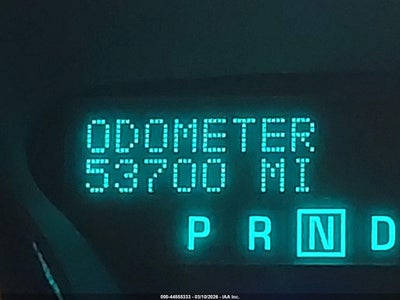 ODOMETER
53700 MI
P R N D
000-44555333 - 03/10/2026 - IAA Inc.